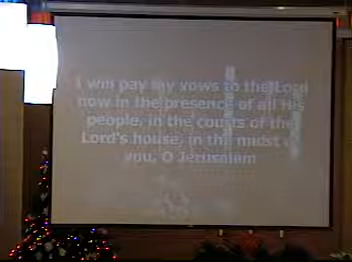 I will pay my vows to the Lord
now in the presence of all His
people, in the courts of the
Lord's house, in the midst of
you, O Jerusalem